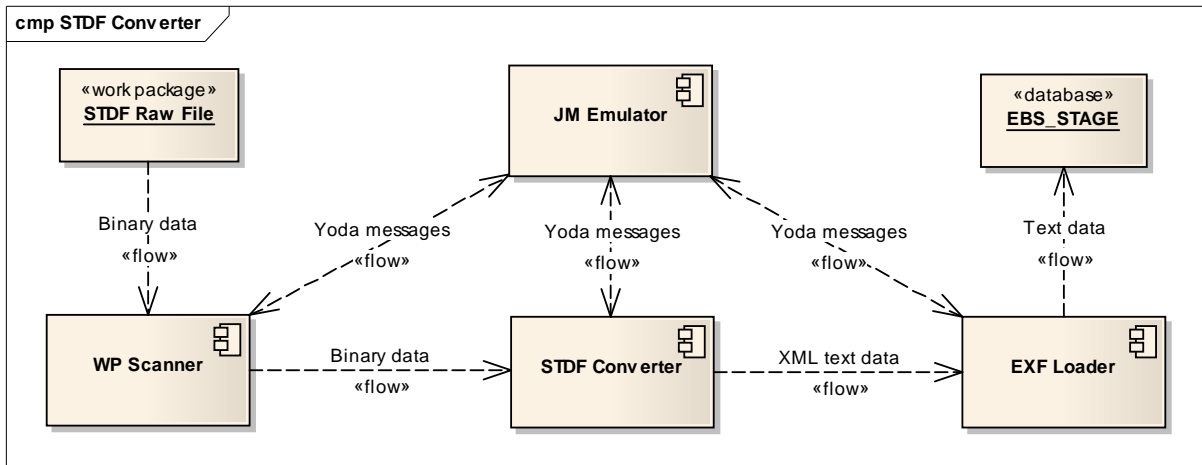 cmp STDF Converter
«work package»
STDF Raw File
JM Emulator
«database»
EBS_STAGE
Binary data
«flow»
Yoda messages
«flow»
Yoda messages
«flow»
Yoda messages
«flow»
Text data
«flow»
WP Scanner
Binary data
«flow»
STDF Converter
XML text data
«flow»
EXF Loader